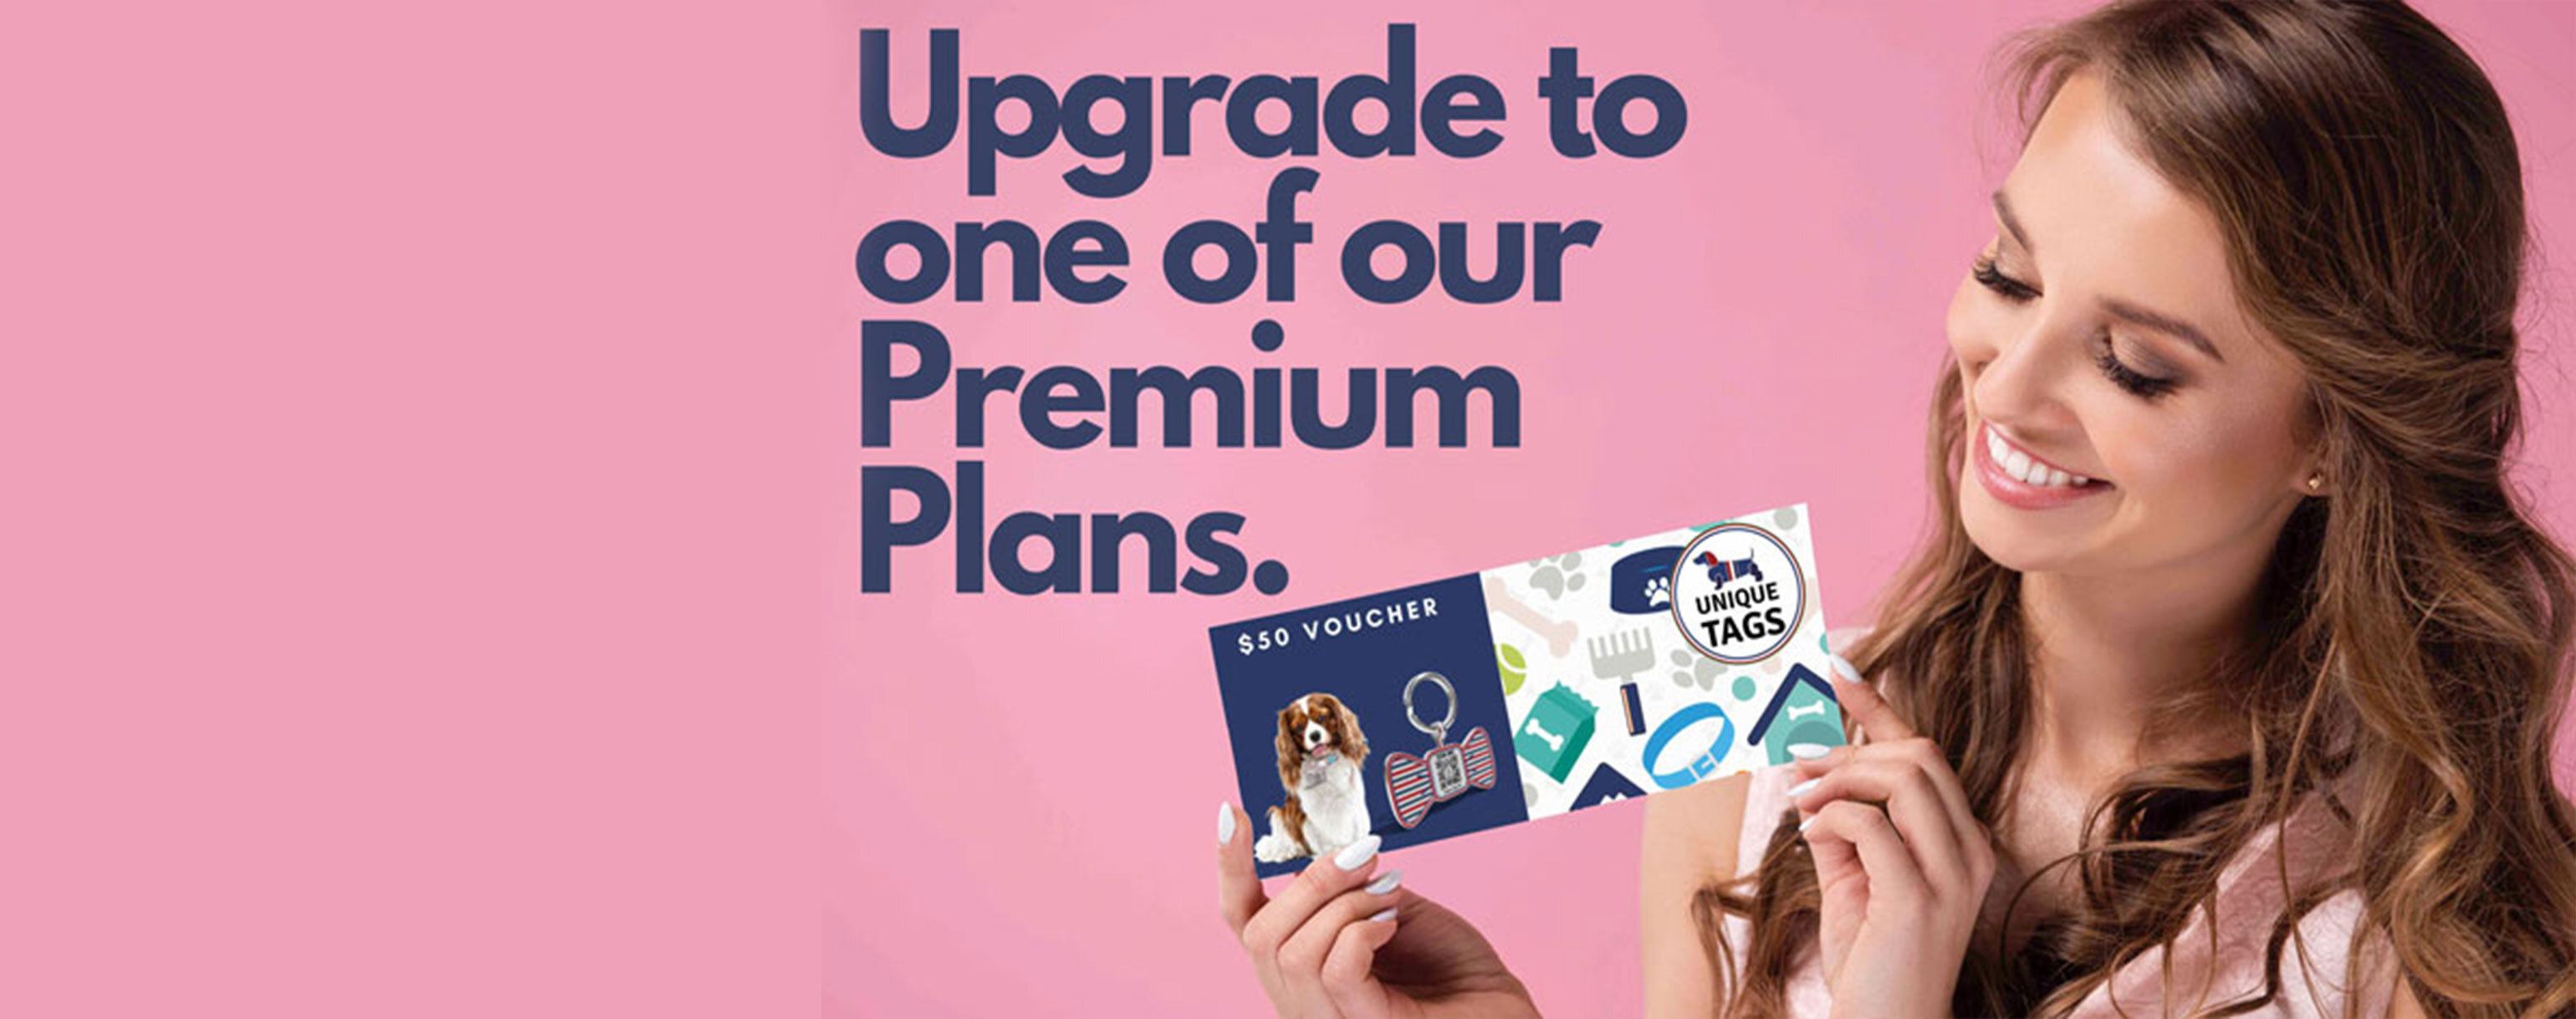 Upgrade to
one of our
Premium
Plans.
$50 VOUCHER
UNIQUE
TAGS